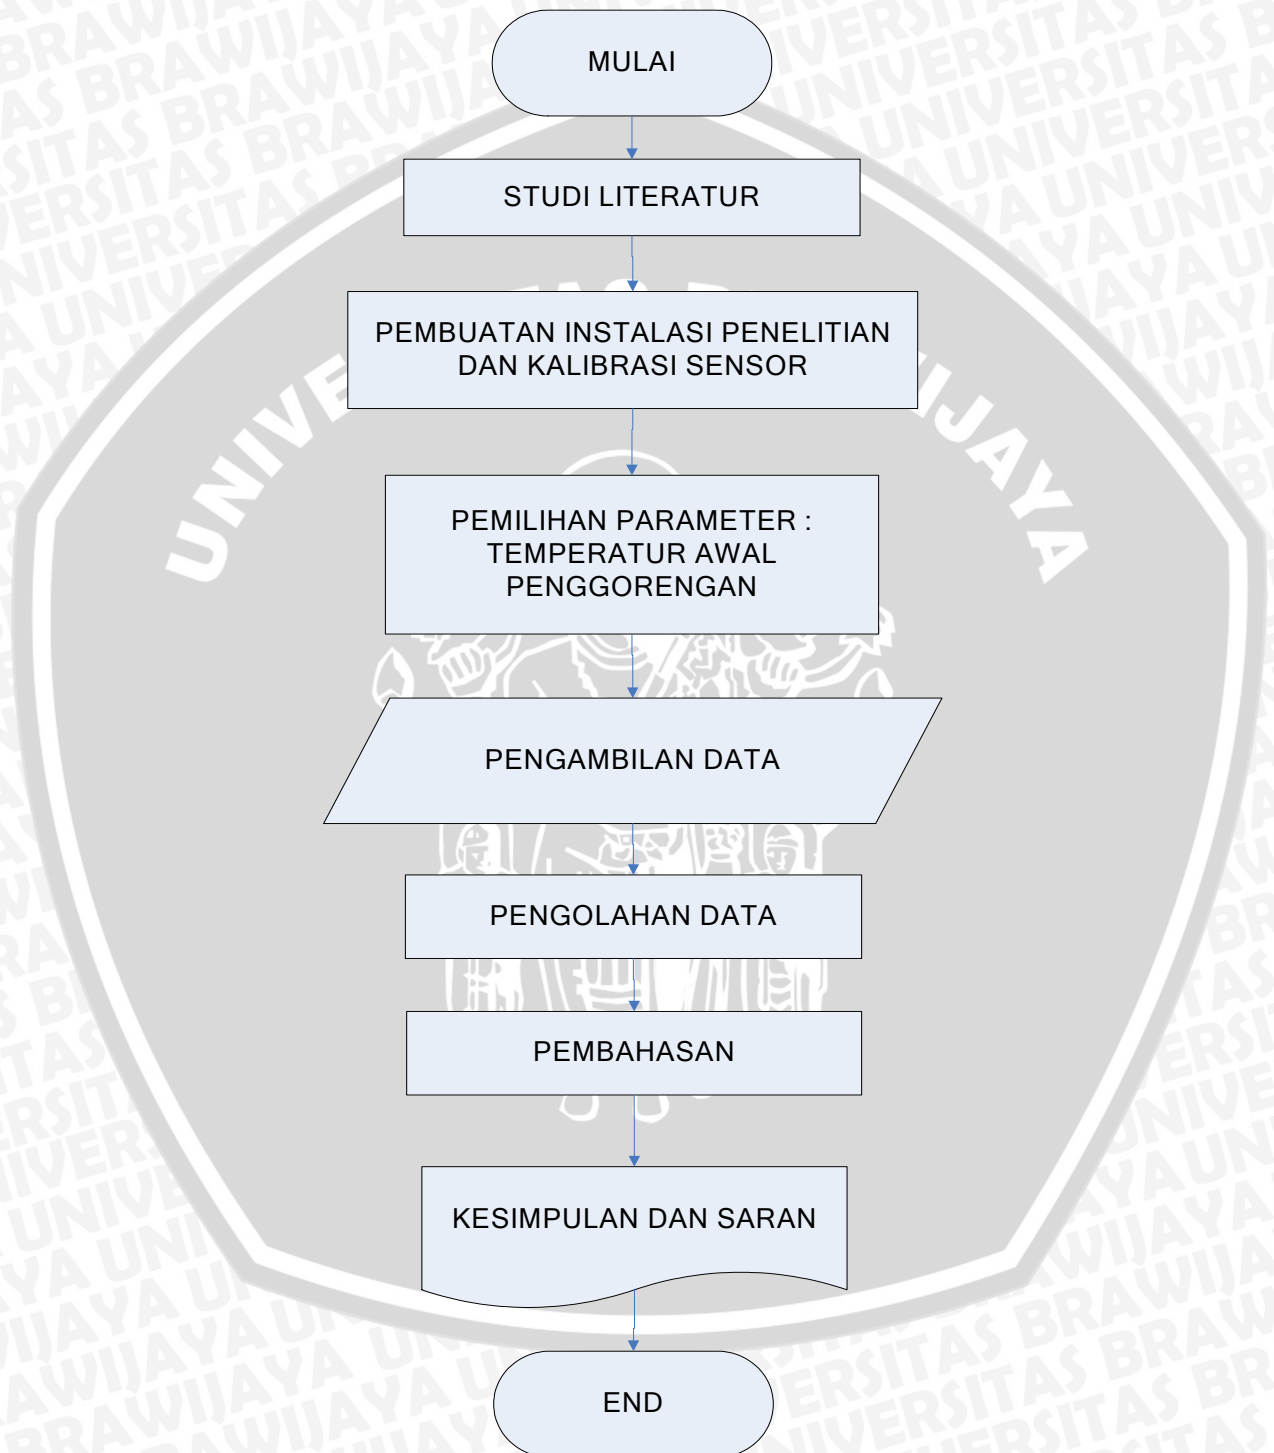 MULAI
STUDI LITERATUR
PEMBUATAN INSTALASI PENELITIAN
DAN KALIBRASI SENSOR
PEMILIHAN PARAMETER :
TEMPERATUR AWAL
PENGGORENGAN
PENGAMBILAN DATA
PENGOLAHAN DATA
PEMBAHASAN
KESIMPULAN DAN SARAN
END